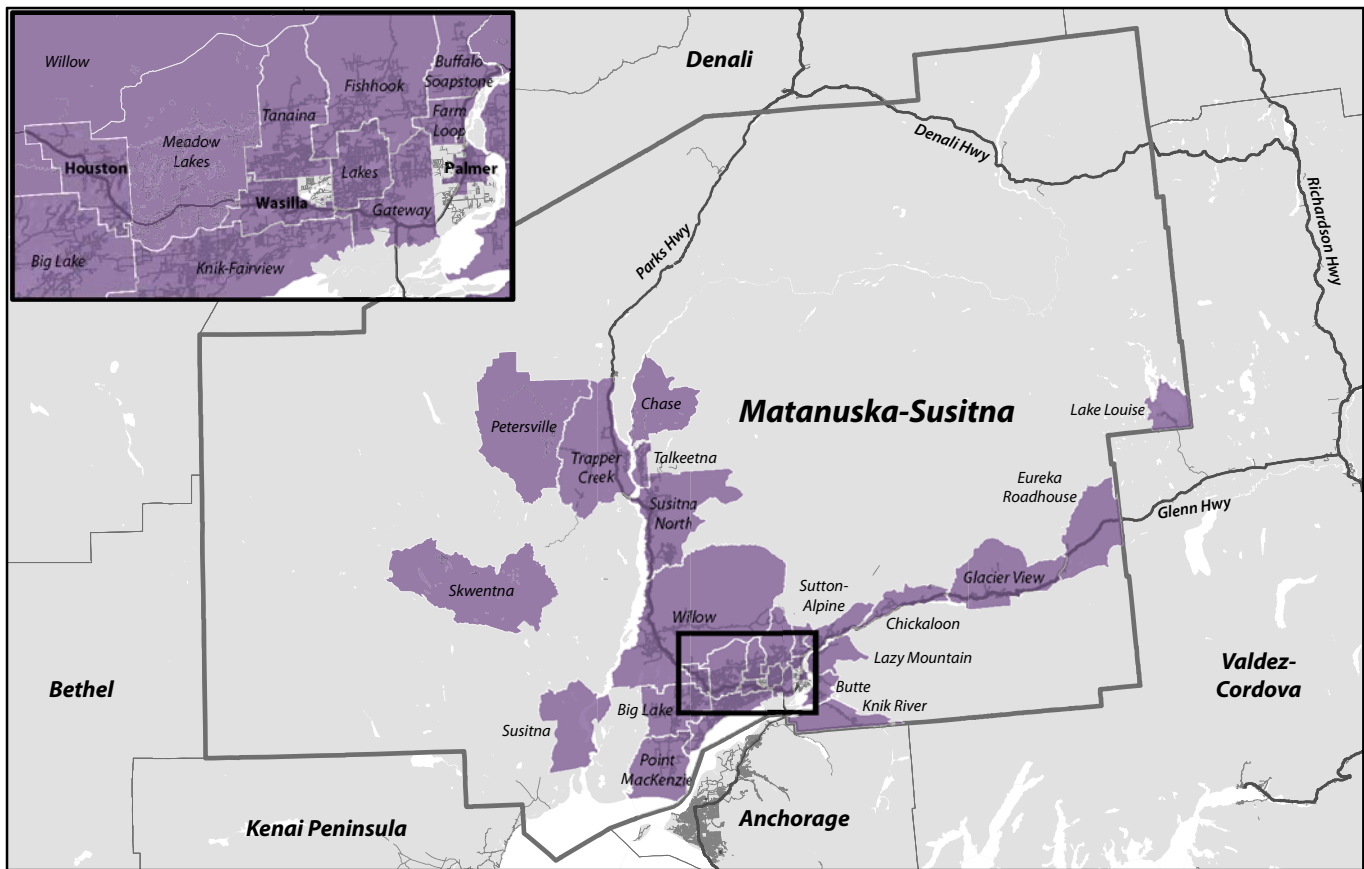 Willow
Houston
Meadow
Lakes
Tanaina
Fishhook
Buffalo
Soapstone
Farm
Loop
Lakes
Palmer
Wasilla
Gateway
Big Lake
Knik-Fairview
Denali
Denali Hwy
Parks Hwy
Richardson Hwy
Matanuska-Susitna
Chase
Petersville
Trapper
Creek
Talkeetna
Susitna
North
Lake Louise
Eureka
Roadhouse
Glenn Hwy
Skwentna
Glacier View
Sutton-
Alpine
Chickaloon
Willow
Lazy Mountain
Butte
Knik River
Bethel
Valdez-
Cordova
Susitna
Big Lake
Point
MacKenzie
Kenai Peninsula
Anchorage